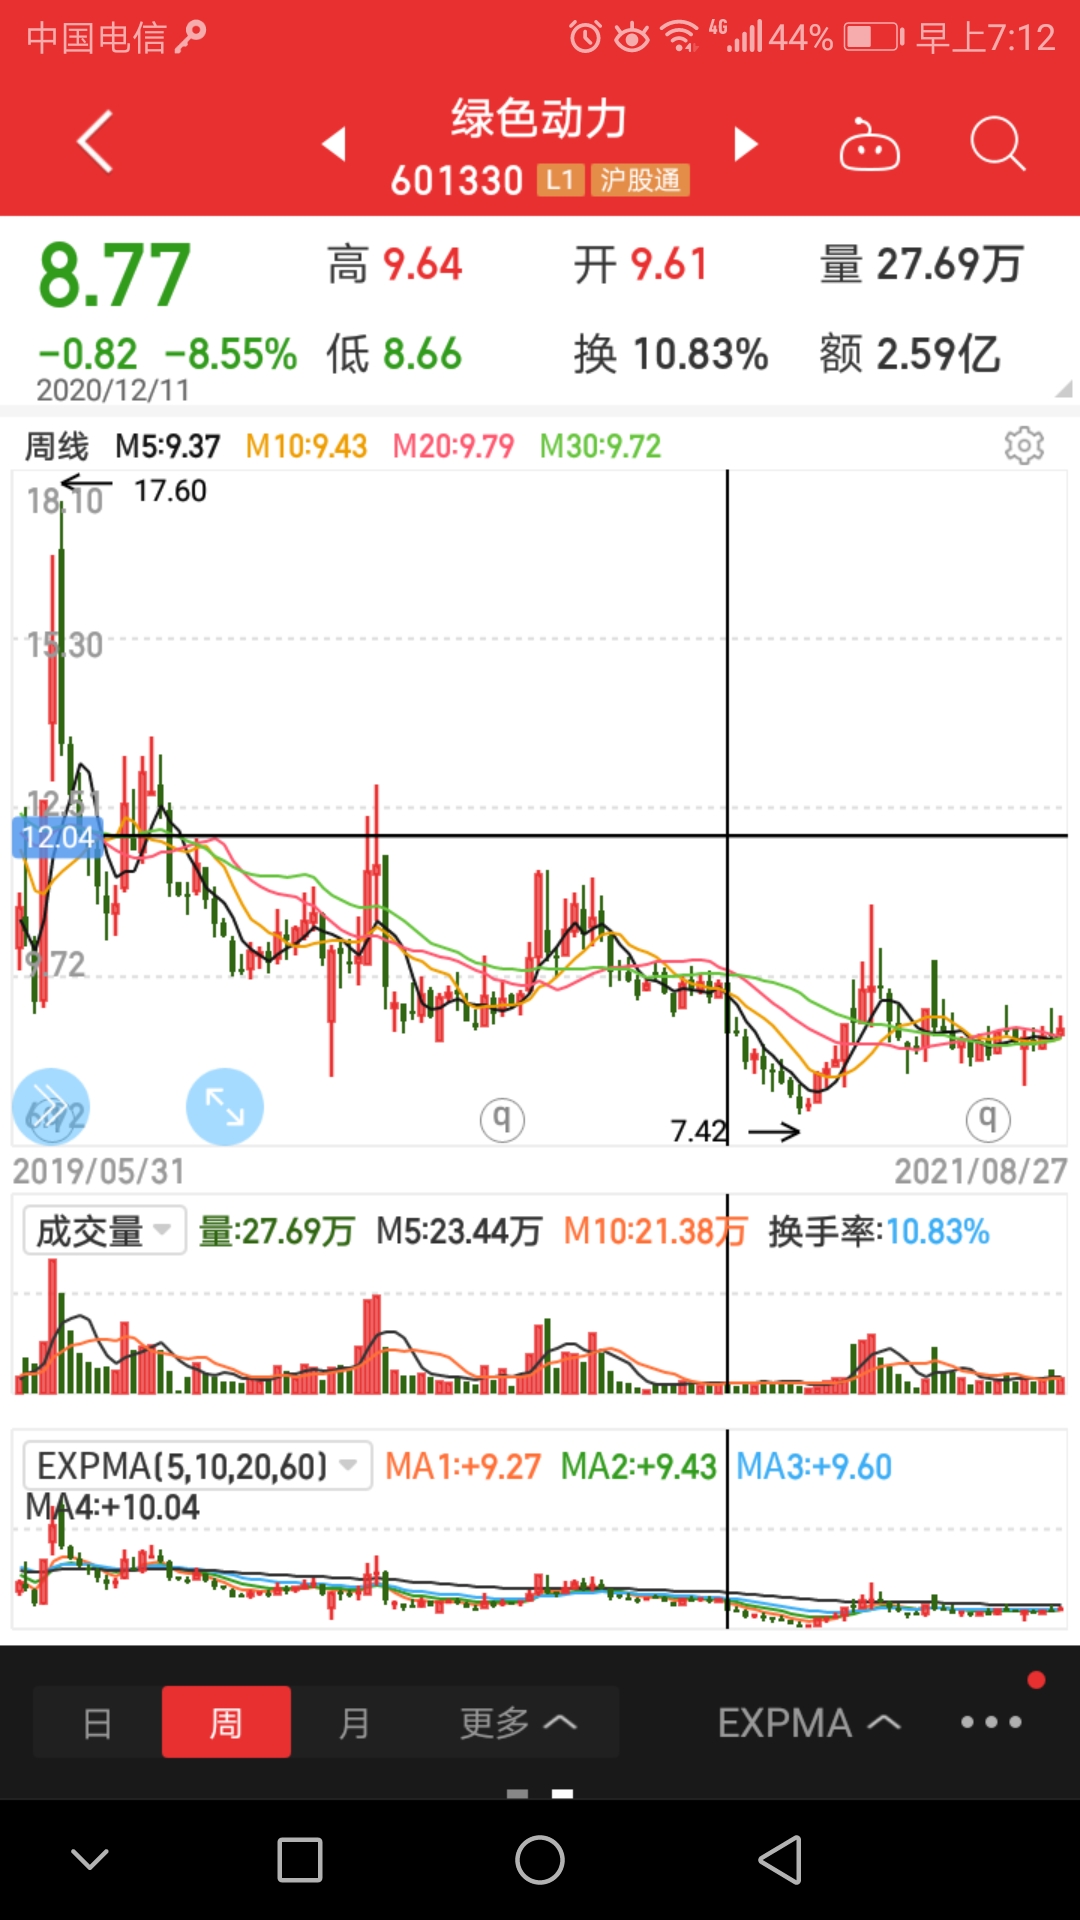 中国电信 4G 44% 早上7:12
绿色动力
601330 L1 沪股通
8.77 高 9.64 开 9.61 量 27.69万
-0.82 -8.55% 低 8.66 换 10.83% 额 2.59亿
2020/12/11
周线 M5:9.37 M10:9.43 M20:9.79 M30:9.72
17.60
18.10
15.30
12.51
12.04
9.72
q q
7.42
2019/05/31 2021/08/27
成交量 量:27.69万 M5:23.44万 M10:21.38万 换手率:10.83%
EXPMA(5,10,20,60) MA1:+9.27 MA2:+9.43 MA3:+9.60
MA4:+10.04
日 周 月 更多 EXPMA